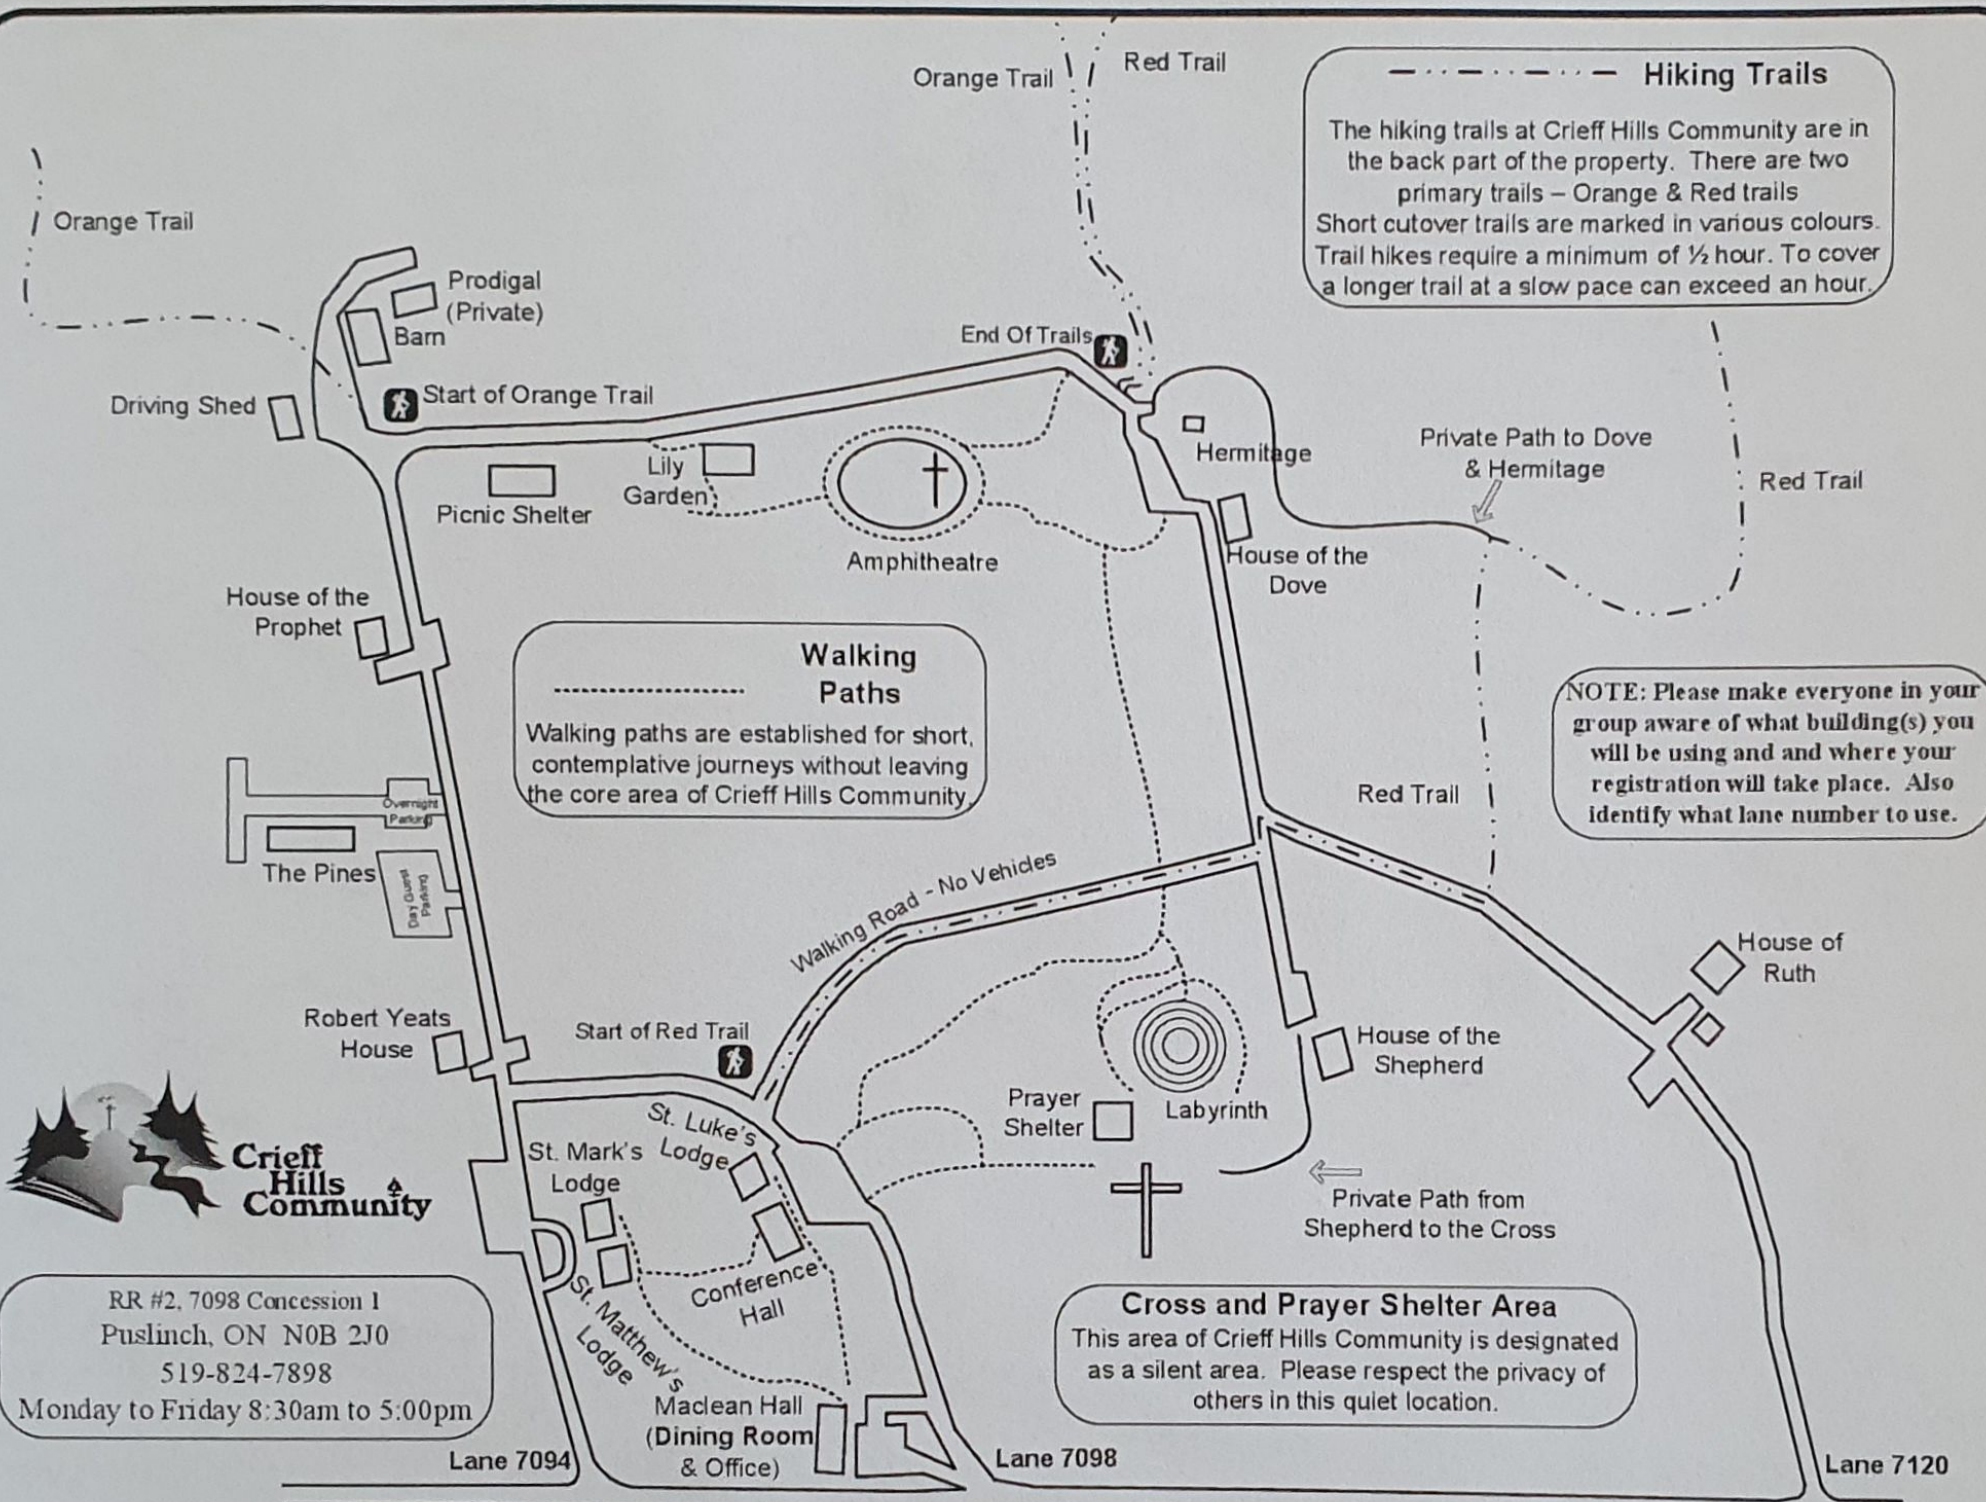 Orange Trail
Red Trail
Hiking Trails
The hiking trails at Crieff Hills Community are in
the back part of the property. There are two
primary trails – Orange & Red trails
Short cutover trails are marked in various colours.
Trail hikes require a minimum of ½ hour. To cover
a longer trail at a slow pace can exceed an hour.
Orange Trail
Prodigal
(Private)
Barn
Driving Shed
Start of Orange Trail
End Of Trails
Hermitage
Private Path to Dove
& Hermitage
Red Trail
Lily
Garden
Picnic Shelter
Amphitheatre
House of the
Dove
House of the
Prophet
Walking
Paths
Walking paths are established for short,
contemplative journeys without leaving
the core area of Crieff Hills Community.
NOTE: Please make everyone in your
group aware of what building(s) you
will be using and and where your
registration will take place. Also
identify what lane number to use.
Red Trail
Overnight
Parking
The Pines
Day Guest
Parking
Walking Road - No Vehicles
House of
Ruth
Robert Yeats
House
Start of Red Trail
House of the
Shepherd
Prayer
Shelter
Labyrinth
St. Luke's
Lodge
St. Mark's
Lodge
Crieff
Hills
Community
Private Path from
Shepherd to the Cross
Conference
Hall
St. Matthew's
Lodge
RR #2, 7098 Concession 1
Puslinch, ON N0B 2J0
519-824-7898
Monday to Friday 8:30am to 5:00pm
Cross and Prayer Shelter Area
This area of Crieff Hills Community is designated
as a silent area. Please respect the privacy of
others in this quiet location.
Maclean Hall
(Dining Room
& Office)
Lane 7094
Lane 7098
Lane 7120